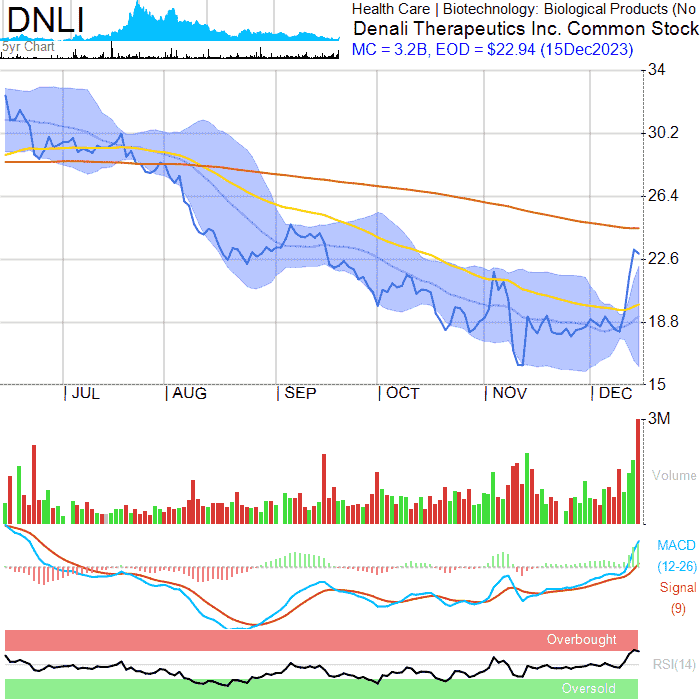 DNLI
5yr Chart
Health Care | Biotechnology: Biological Products (No
Denali Therapeutics Inc. Common Stock
MC = 3.2B, EOD = $22.94 (15Dec2023)
34
30.2
26.4
22.6
18.8
15
JUL AUG SEP OCT NOV DEC
3M
Volume
MACD
(12-26)
Signal
(9)
Overbought
RSI(14)
Oversold